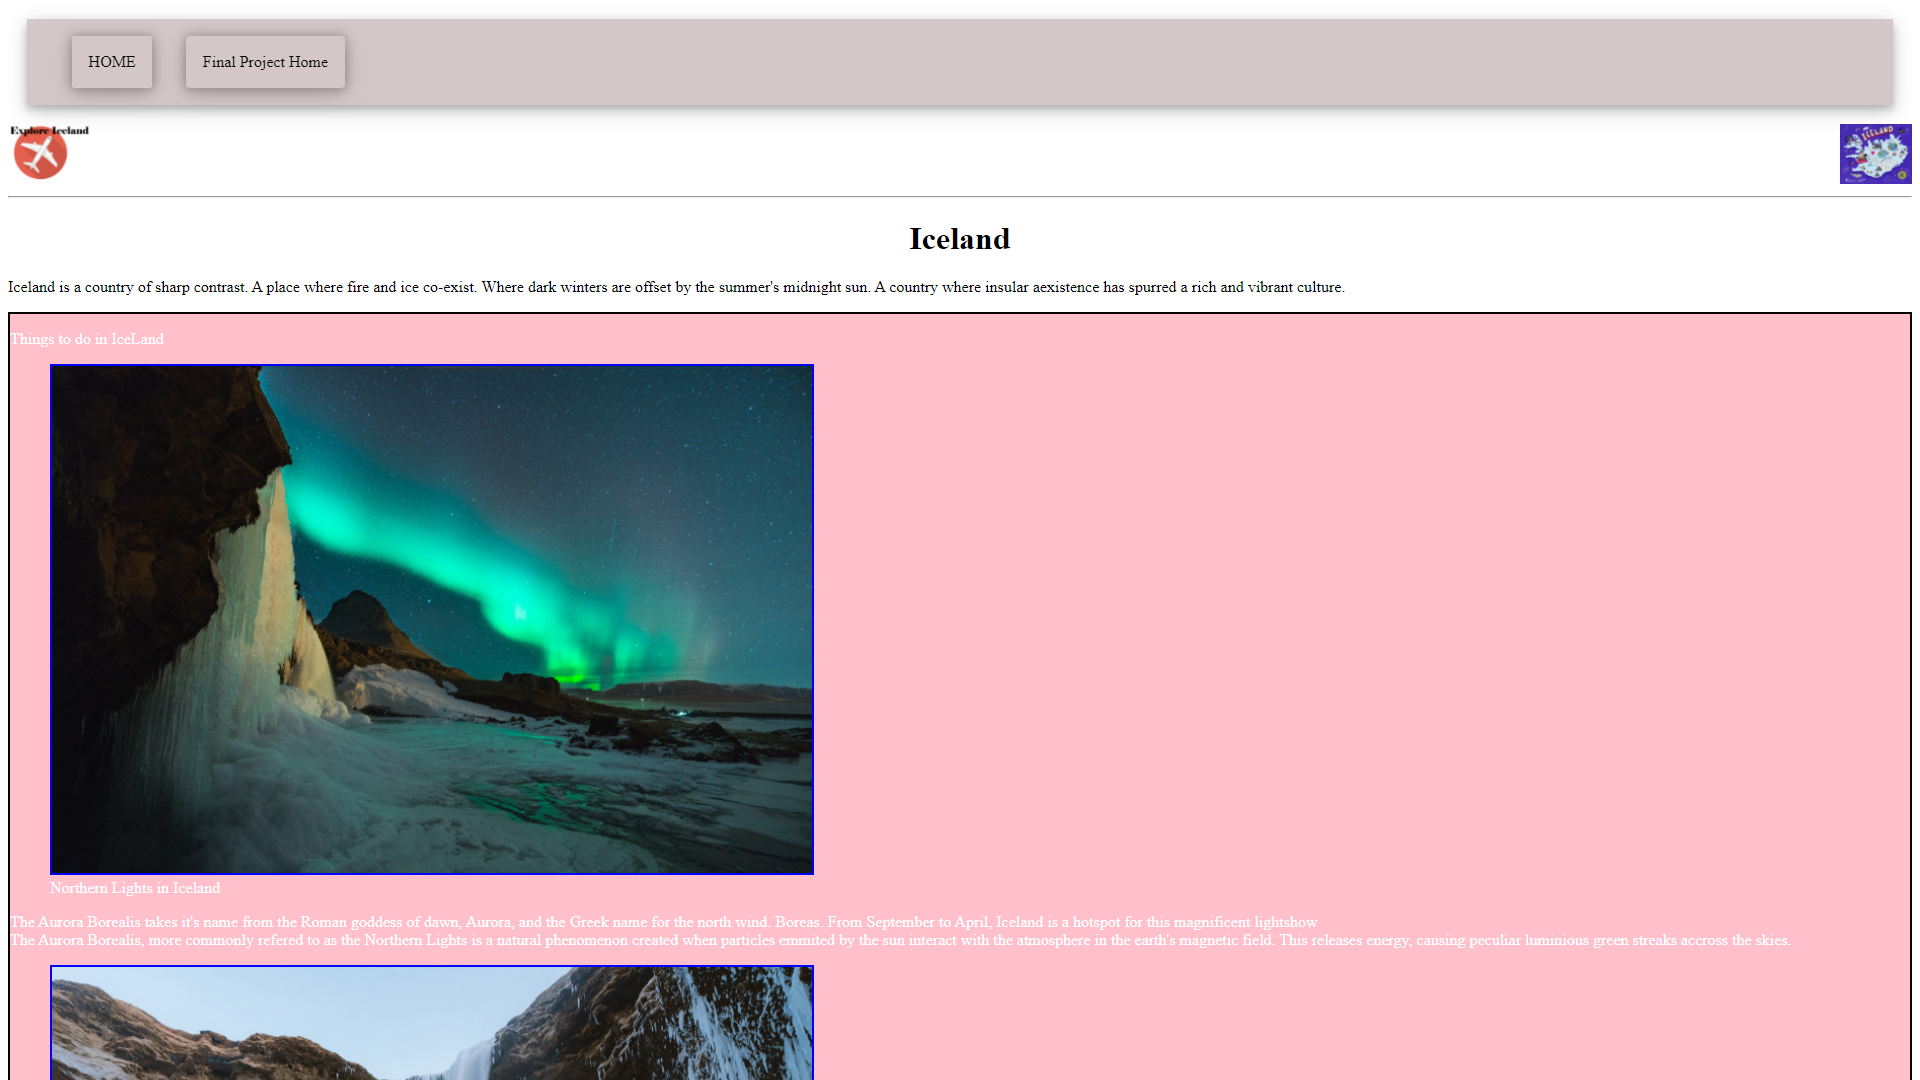 HOME
Final Project Home
Explore Iceland
ICELAND
Iceland
Iceland is a country of sharp contrast. A place where fire and ice co-exist. Where dark winters are offset by the summer's midnight sun. A country where insular aexistence has spurred a rich and vibrant culture.
Things to do in IceLand
Northern Lights in Iceland
The Aurora Borealis takes it's name from the Roman goddess of dawn, Aurora, and the Greek name for the north wind. Boreas. From September to April, Iceland is a hotspot for this magnificent lightshow
The Aurora Borealis, more commonly refered to as the Northern Lights is a natural phenomenon created when particles emmited by the sun interact with the atmosphere in the earth's magnetic field. This releases energy, causing peculiar luminious green streaks accross the skies.